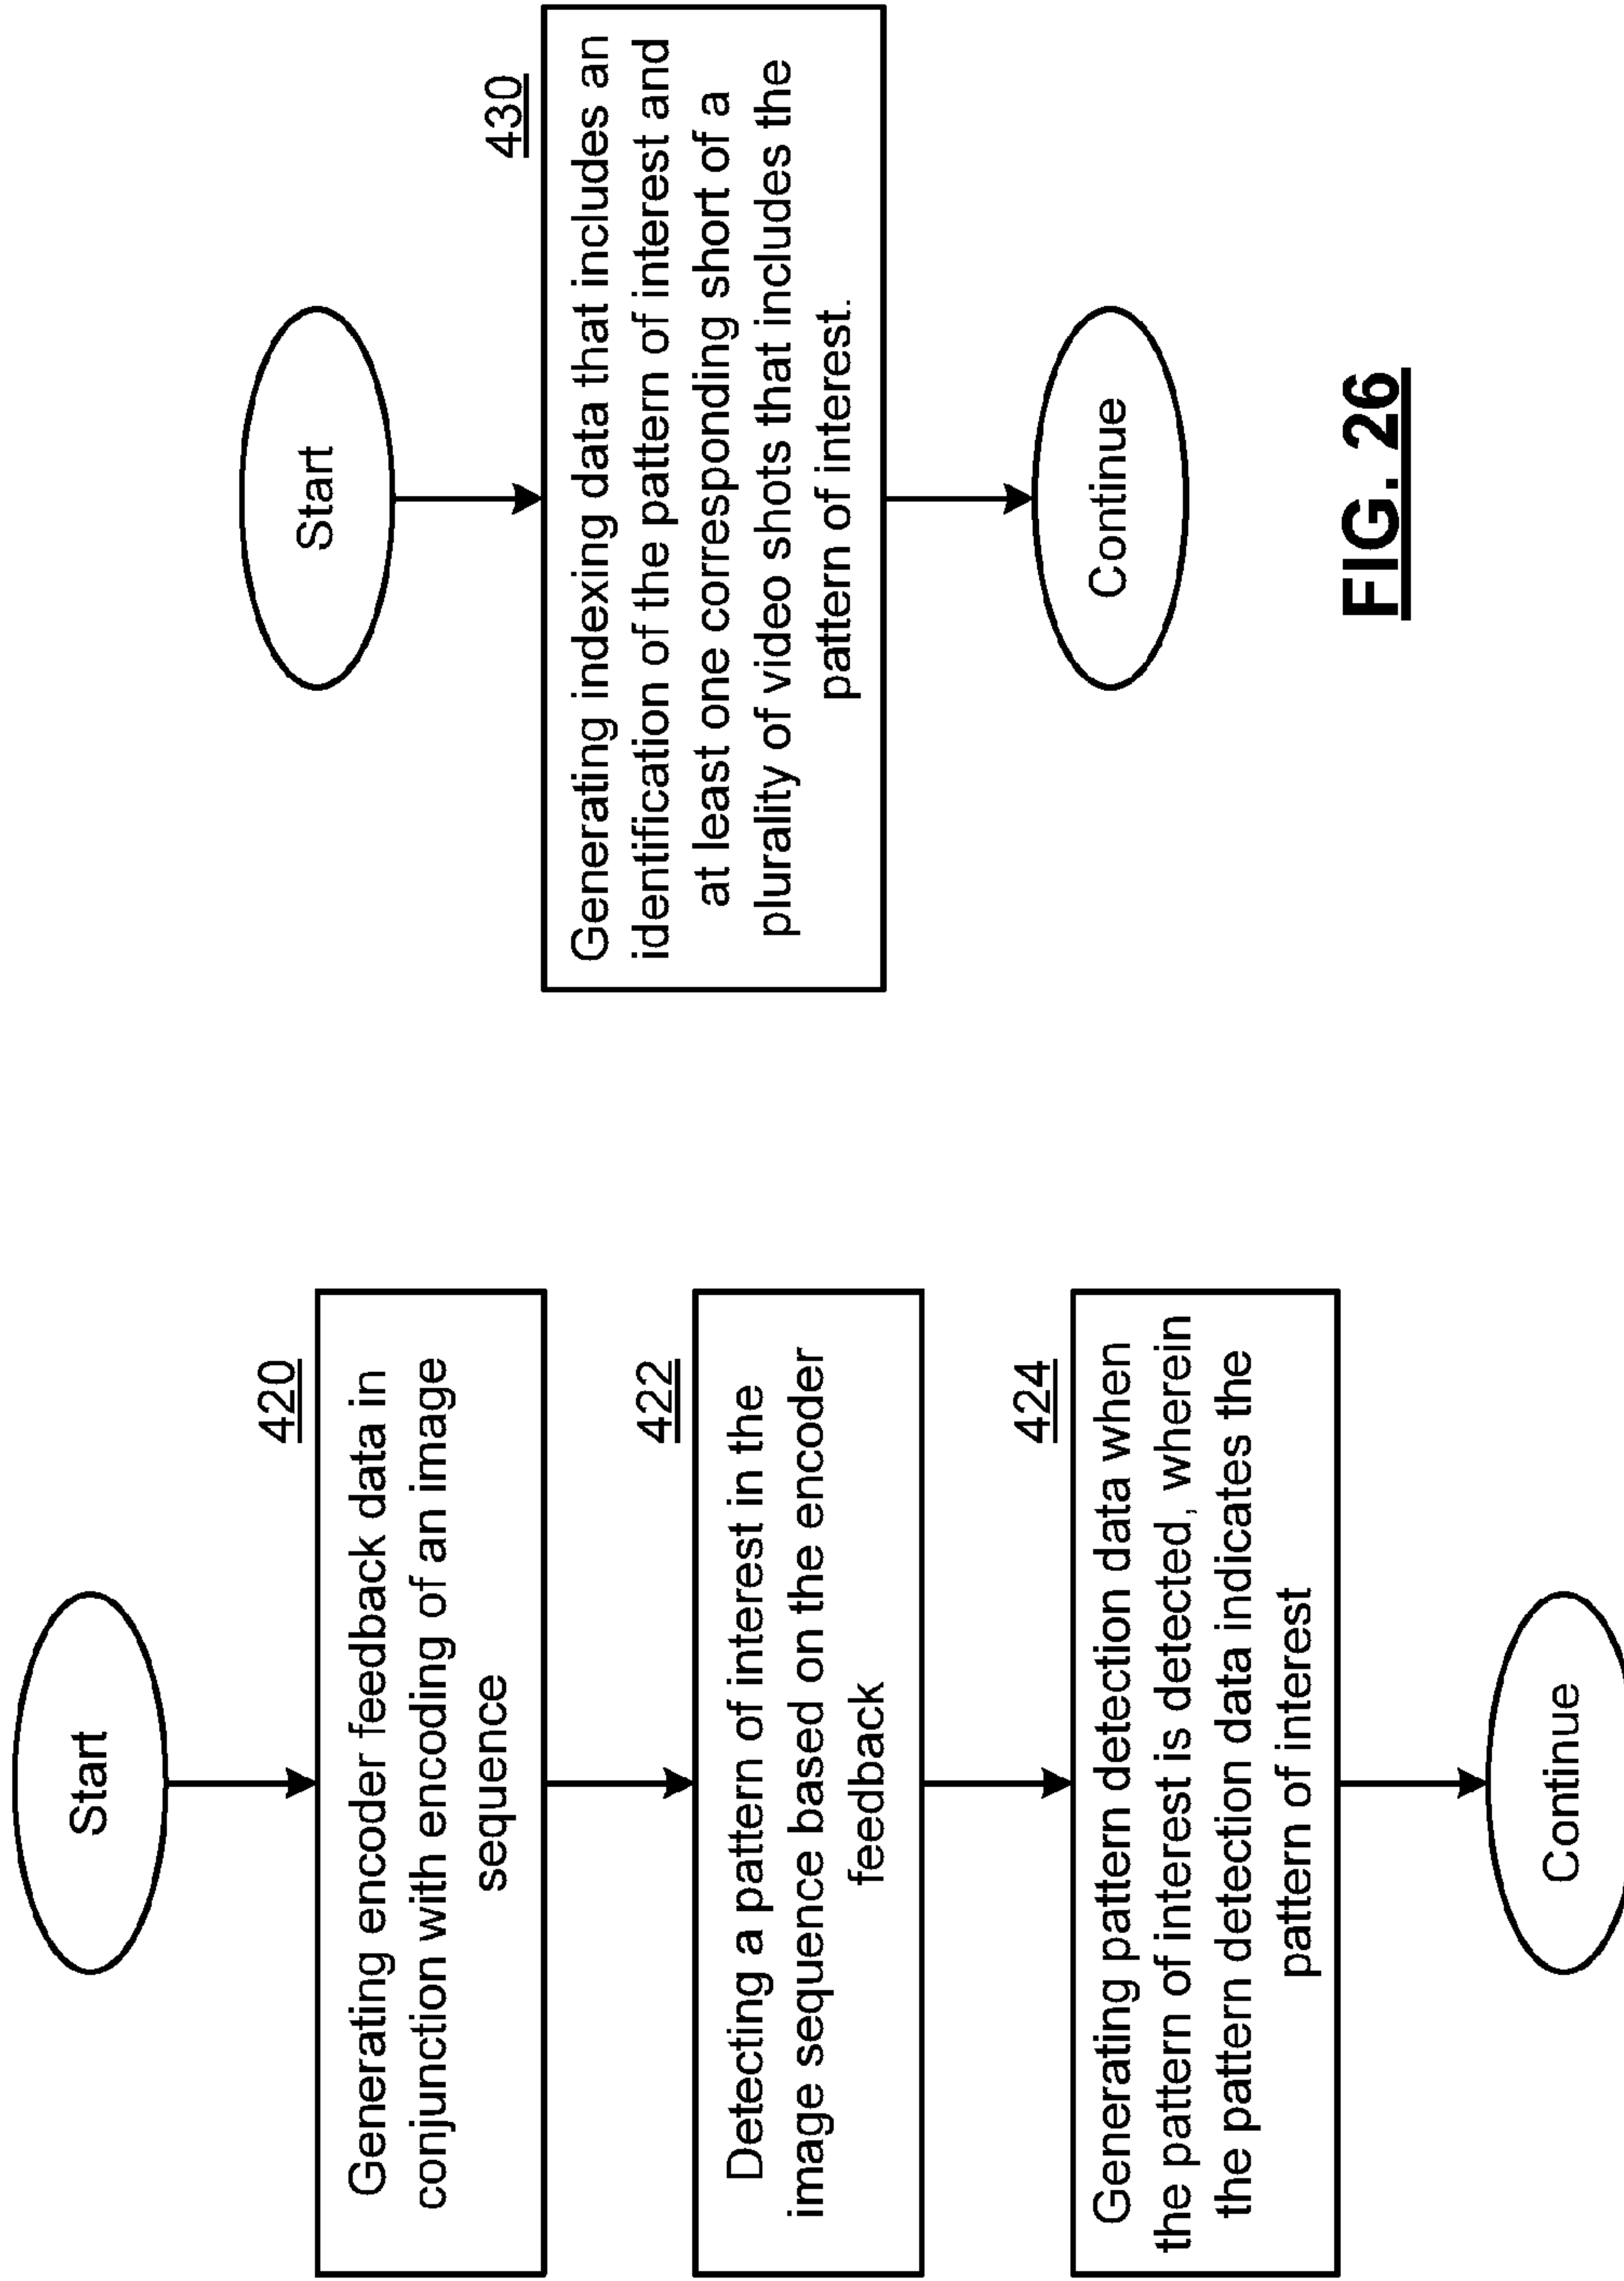 Start
420
Generating encoder feedback data in
conjunction with encoding of an image
sequence
422
Detecting a pattern of interest in the
image sequence based on the encoder
feedback
424
Generating pattern detection data when
the pattern of interest is detected, wherein
the pattern detection data indicates the
pattern of interest
Continue
Start
430
Generating indexing data that includes an
identification of the pattern of interest and
at least one corresponding short of a
plurality of video shots that includes the
pattern of interest.
Continue
FIG. 26